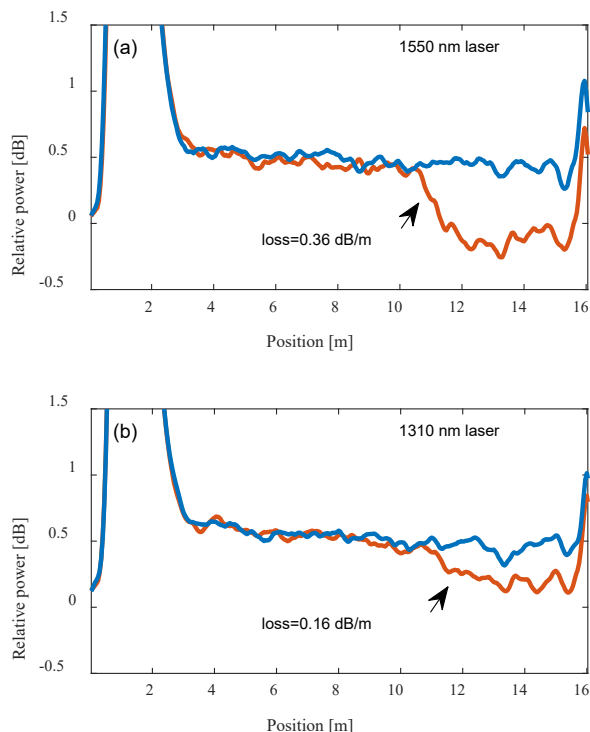 (a)
1550 nm laser
1.5
1
0.5
0
-0.5
Relative power [dB]
loss=0.36 dB/m
2 4 6 8 10 12 14 16
Position [m]
(b)
1310 nm laser
1.5
1
0.5
0
-0.5
Relative power [dB]
loss=0.16 dB/m
2 4 6 8 10 12 14 16
Position [m]